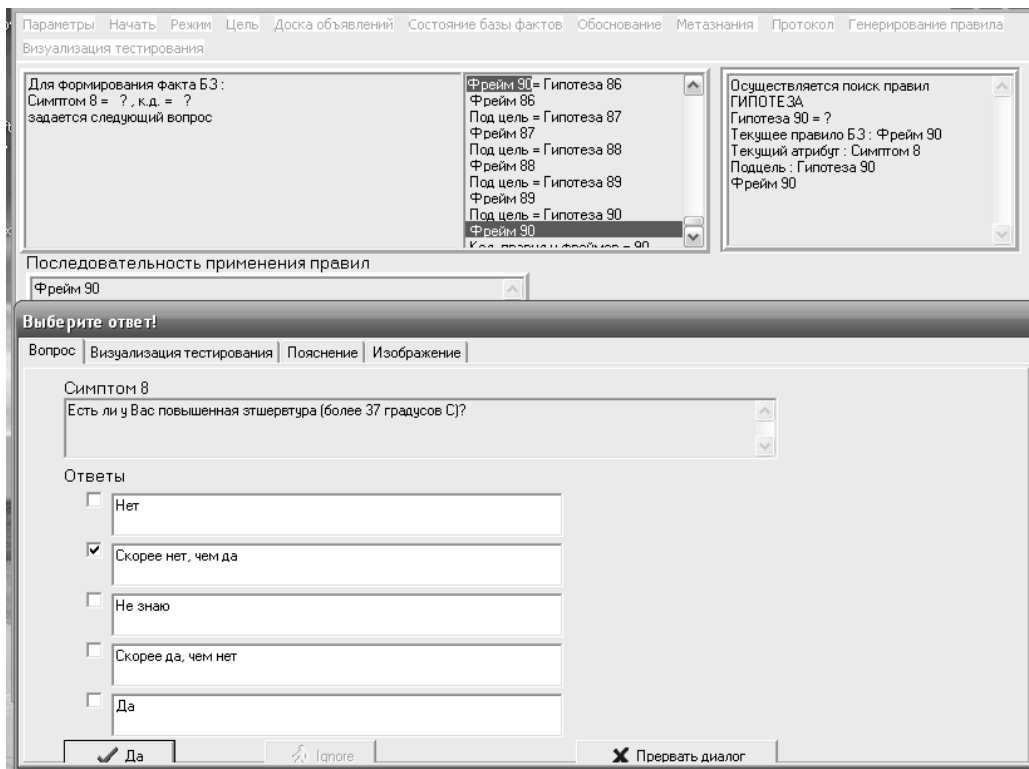 Параметры Начать Режим Цель Доска объявлений Состояние базы фактов Обоснование Метазнания Протокол Генерирование правила
Визуализация тестирования
Для формирования факта БЗ :
Симптом 8 = ? , к.д. = ?
задается следующий вопрос
Фрейм 90 = Гипотеза 86
Фрейм 86
Под цель = Гипотеза 87
Фрейм 87
Под цель = Гипотеза 88
Фрейм 88
Под цель = Гипотеза 89
Фрейм 89
Под цель = Гипотеза 90
Фрейм 90
Кол. правил и фреймов = 90
Осуществляется поиск правил
ГИПОТЕЗА
Гипотеза 90 = ?
Текущее правило БЗ : Фрейм 90
Текущий атрибут : Симптом 8
Подцель : Гипотеза 90
Фрейм 90
Последовательность применения правил
Фрейм 90
Выберите ответ!
Вопрос Визуализация тестирования Пояснение Изображение
Симптом 8
Есть ли у Вас повышенная этшервтура (более 37 градусов С)?
Ответы
Нет
Скорее нет, чем да
Не знаю
Скорее да, чем нет
Да
Да Ignore Прервать диалог